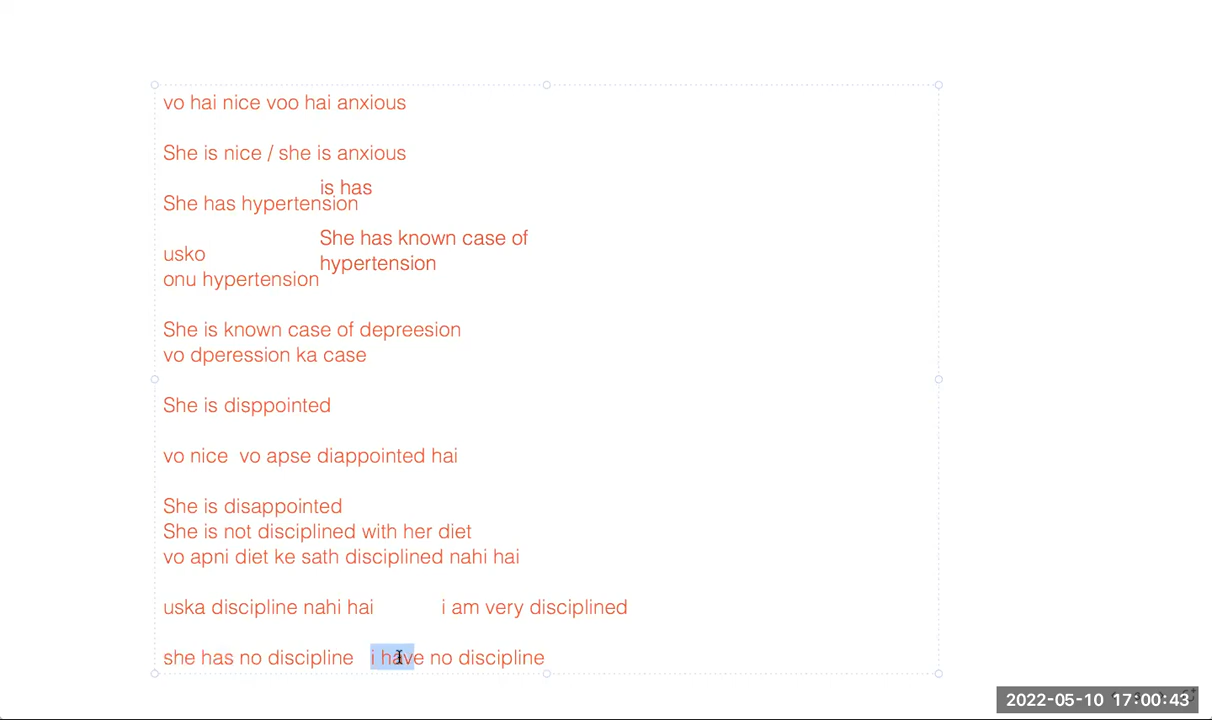 vo hai nice voo hai anxious
She is nice / she is anxious
is has
She has hypertension
She has known case of
hypertension
usko
onu hypertension
She is known case of depreesion
vo dperession ka case
She is disppointed
vo nice  vo apse diappointed hai
She is disappointed
She is not disciplined with her diet
vo apni diet ke sath disciplined nahi hai
uska discipline nahi hai
i am very disciplined
she has no discipline
i have no discipline
2022-05-10 17:00:43